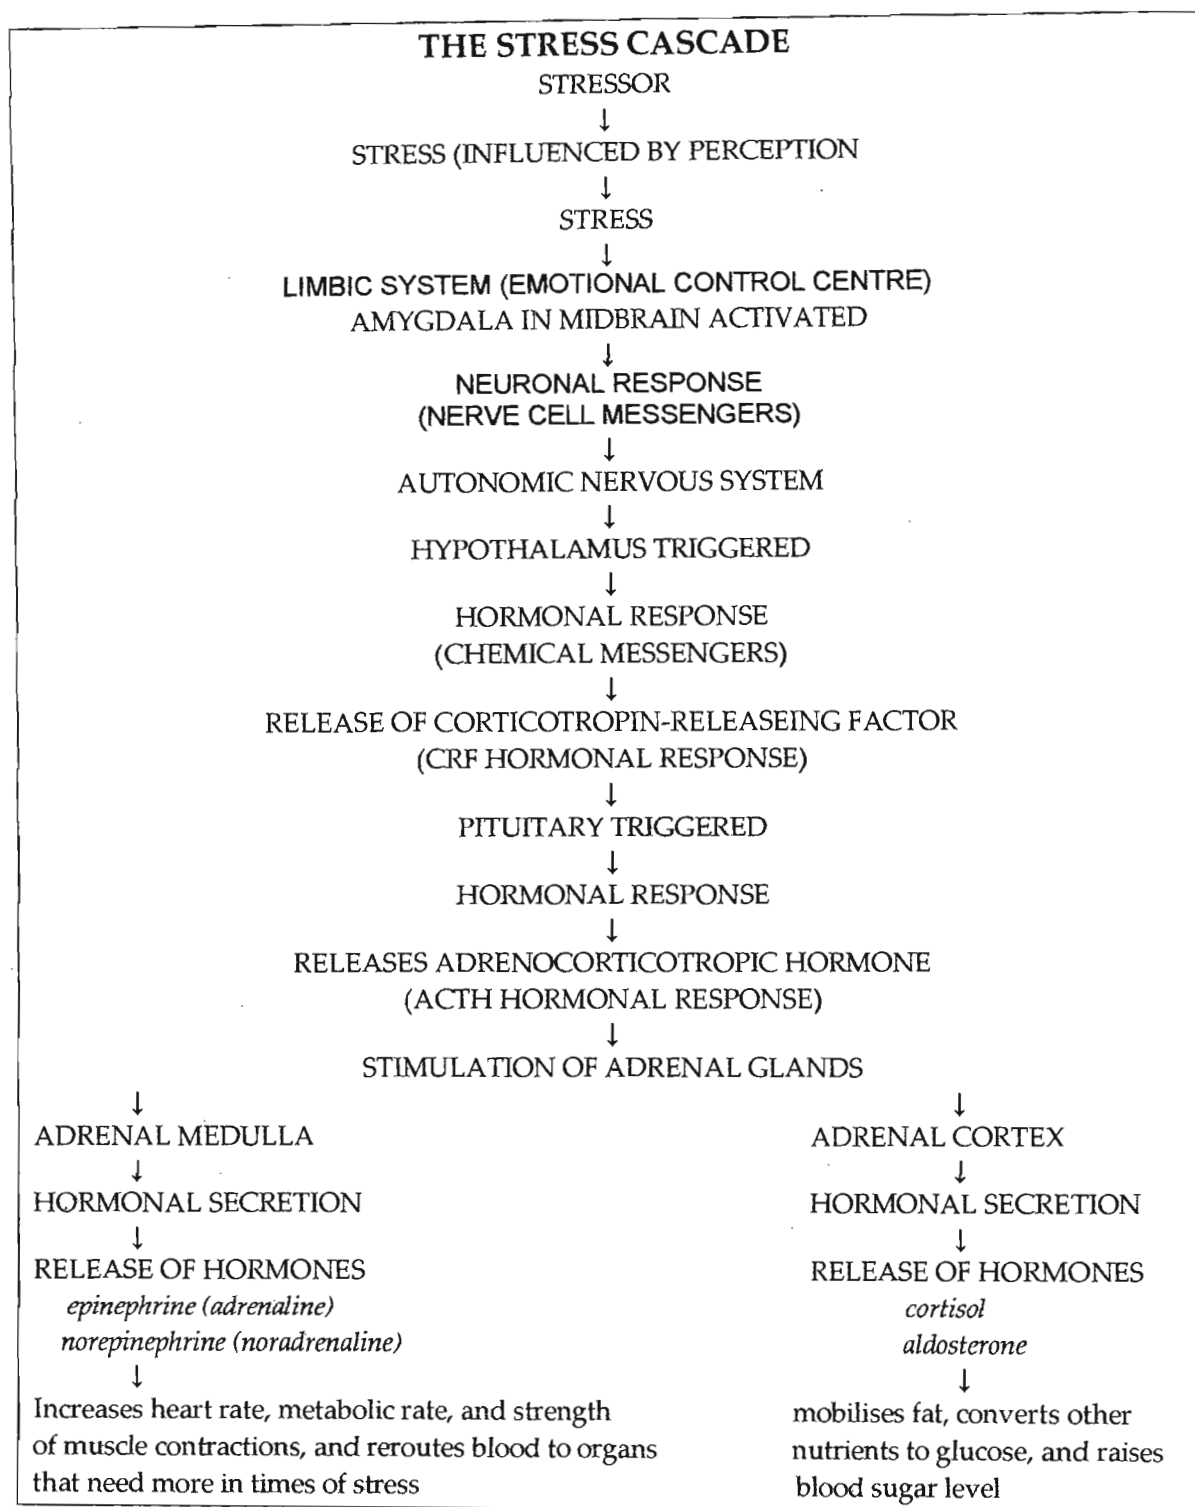 THE STRESS CASCADE
STRESSOR
↓
STRESS (INFLUENCED BY PERCEPTION
↓
STRESS
↓
LIMBIC SYSTEM (EMOTIONAL CONTROL CENTRE)
AMYGDALA IN MIDBRAIN ACTIVATED
↓
NEURONAL RESPONSE
(NERVE CELL MESSENGERS)
↓
AUTONOMIC NERVOUS SYSTEM
↓
HYPOTHALAMUS TRIGGERED
↓
HORMONAL RESPONSE
(CHEMICAL MESSENGERS)
↓
RELEASE OF CORTICOTROPIN-RELEASEING FACTOR
(CRF HORMONAL RESPONSE)
↓
PITUITARY TRIGGERED
↓
HORMONAL RESPONSE
↓
RELEASES ADRENOCORTICOTROPIC HORMONE
(ACTH HORMONAL RESPONSE)
↓
STIMULATION OF ADRENAL GLANDS
↓
ADRENAL MEDULLA
↓
HORMONAL SECRETION
↓
RELEASE OF HORMONES
epinephrine (adrenaline)
norepinephrine (noradrenaline)
↓
Increases heart rate, metabolic rate, and strength
of muscle contractions, and reroutes blood to organs
that need more in times of stress
↓
ADRENAL CORTEX
↓
HORMONAL SECRETION
↓
RELEASE OF HORMONES
cortisol
aldosterone
↓
mobilises fat, converts other
nutrients to glucose, and raises
blood sugar level